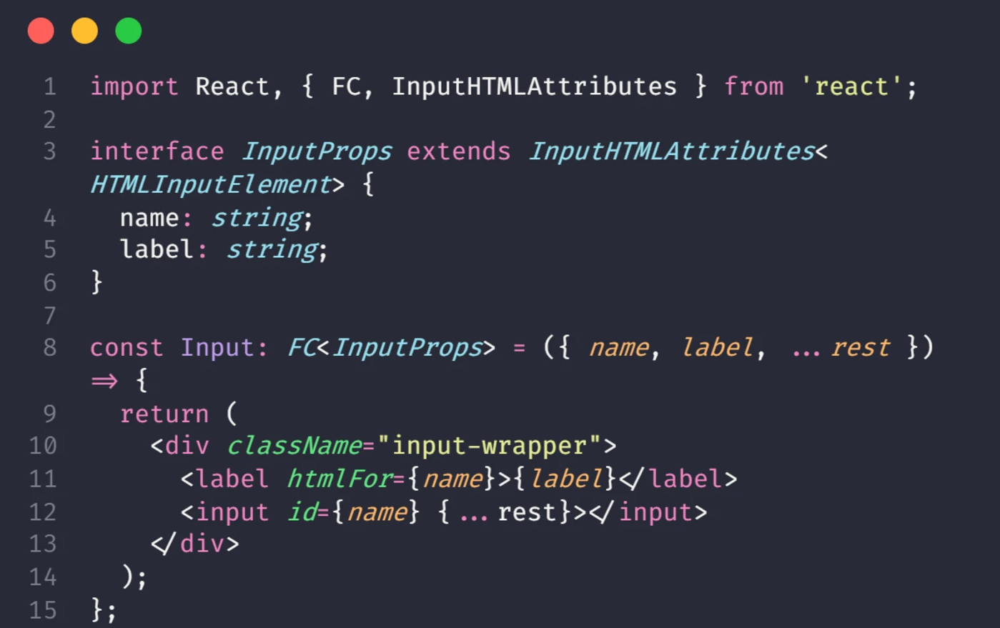 1 import React, { FC, InputHTMLAttributes } from 'react';
2
3 interface InputProps extends InputHTMLAttributes<
HTMLInputElement> {
4   name: string;
5   label: string;
6 }
7
8 const Input: FC<InputProps> = ({ name, label, ...rest })
=> {
9   return (
10     <div className="input-wrapper">
11       <label htmlFor={name}>{label}</label>
12       <input id={name} {...rest}></input>
13     </div>
14   );
15 };